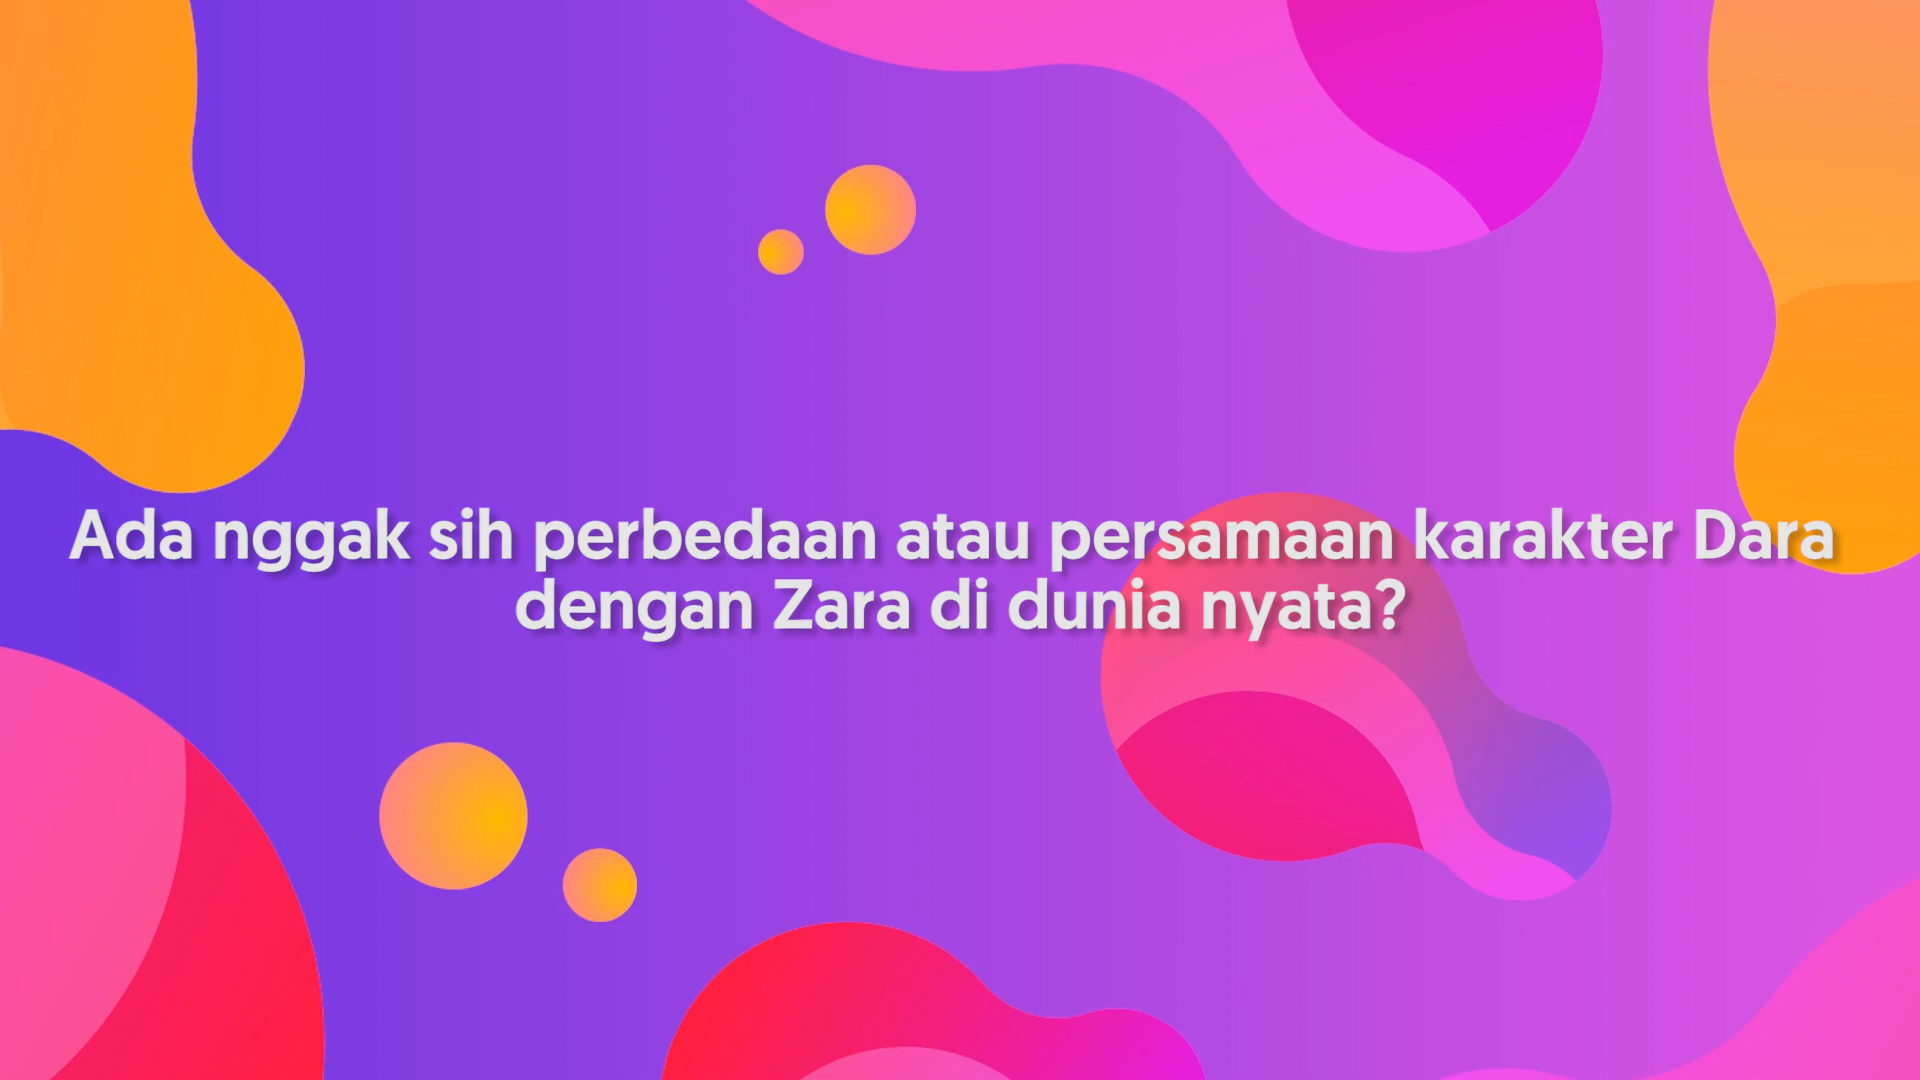 Ada nggak sih perbedaan atau persamaan karakter Dara
dengan Zara di dunia nyata?